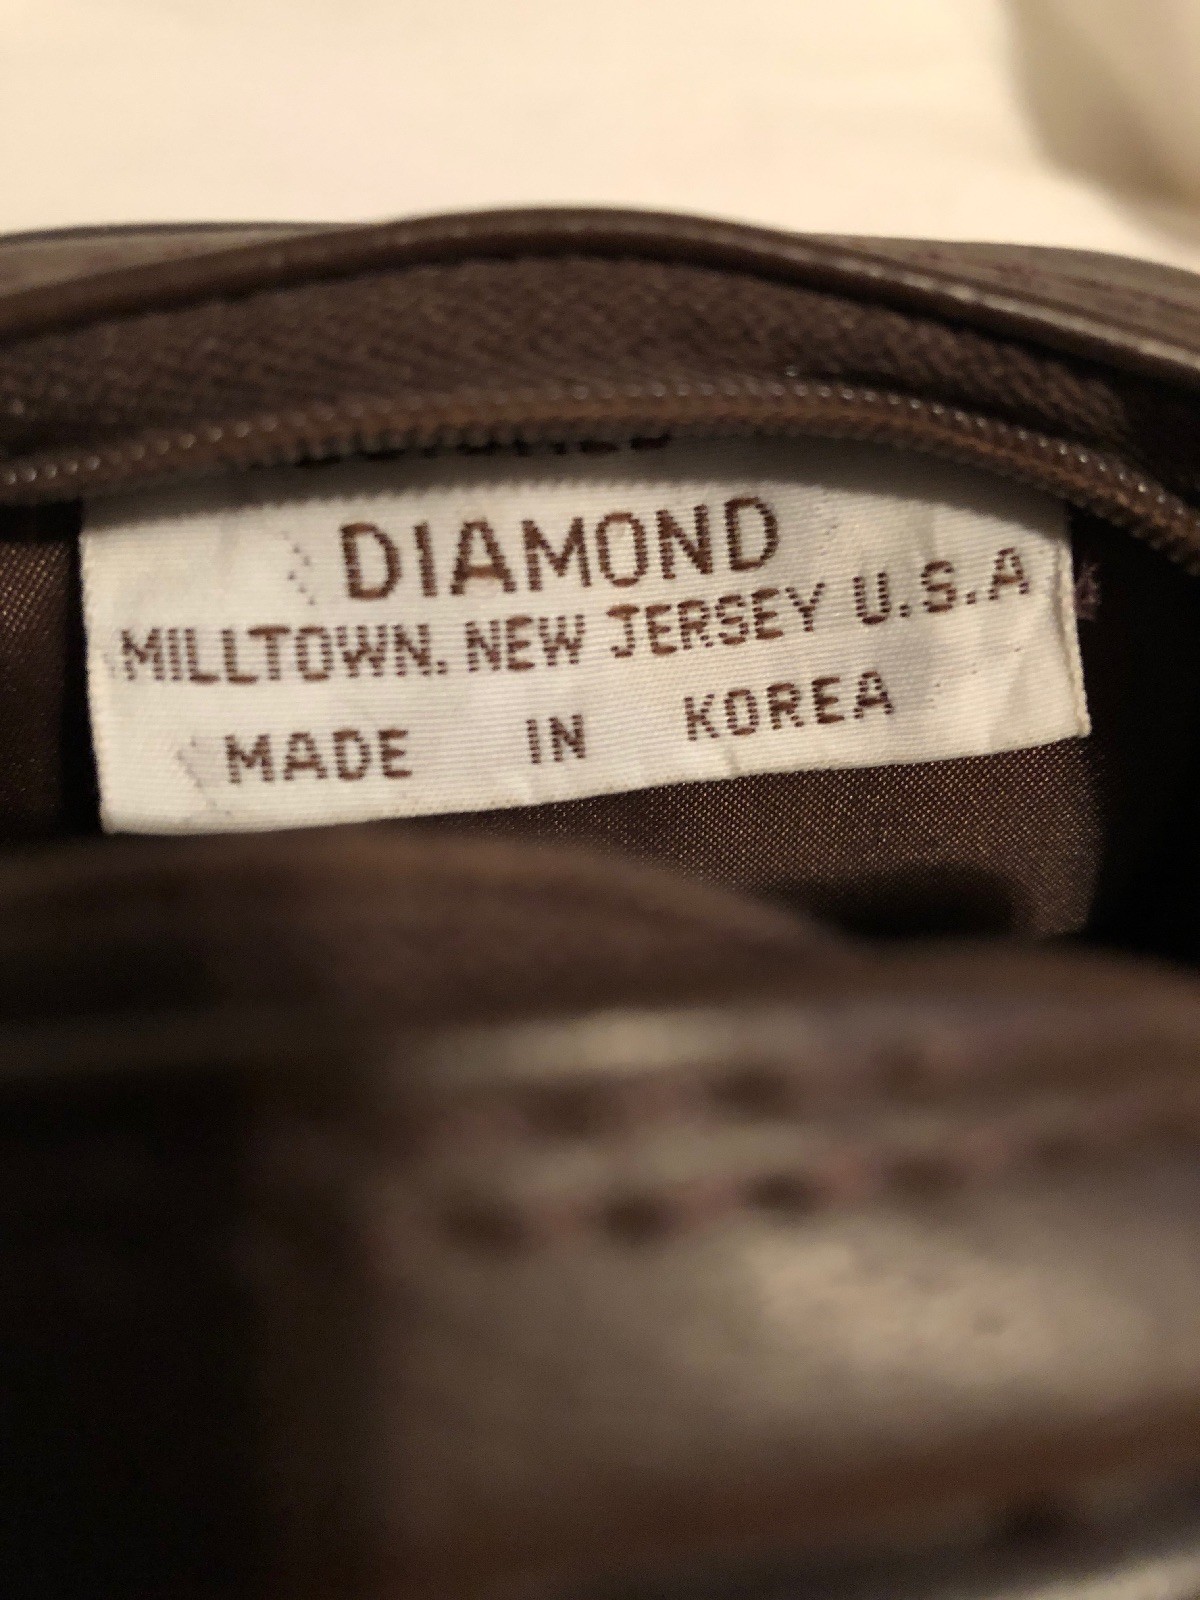 DIAMOND
MILLTOWN. NEW JERSEY U.S.A
MADE IN KOREA